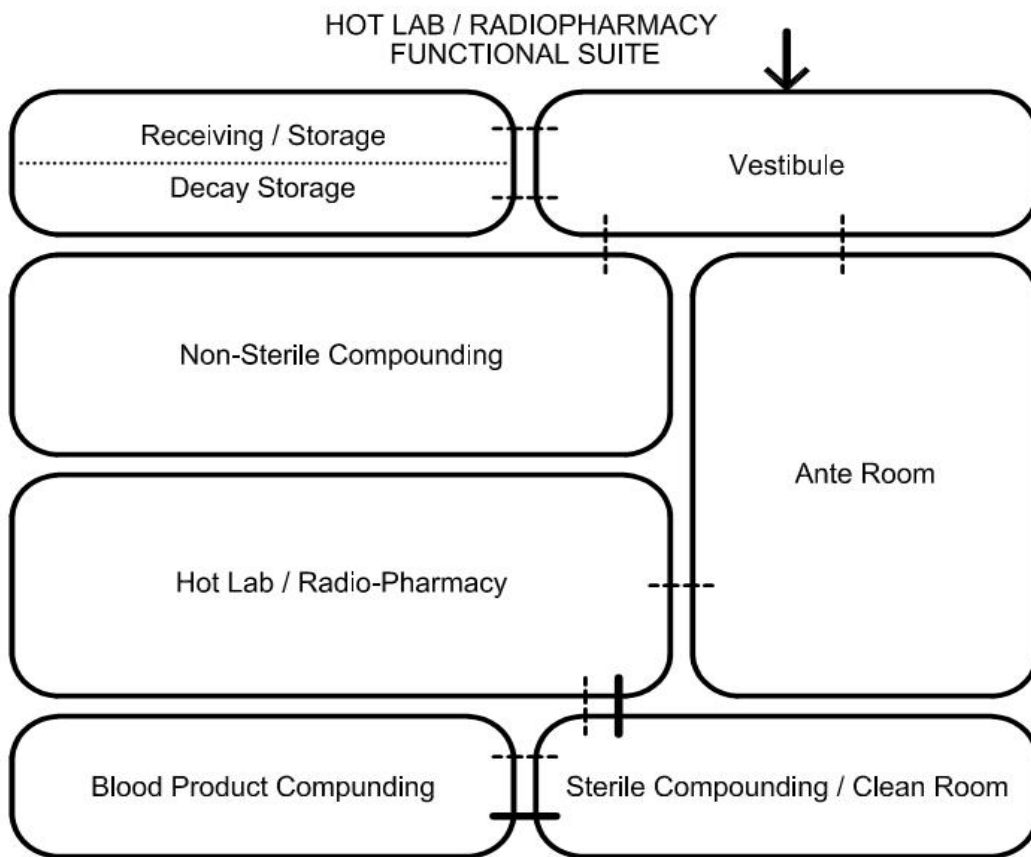 HOT LAB / RADIOPHARMACY
FUNCTIONAL SUITE
Receiving / Storage
Decay Storage
Vestibule
Non-Sterile Compounding
Ante Room
Hot Lab / Radio-Pharmacy
Blood Product Compunding
Sterile Compounding / Clean Room